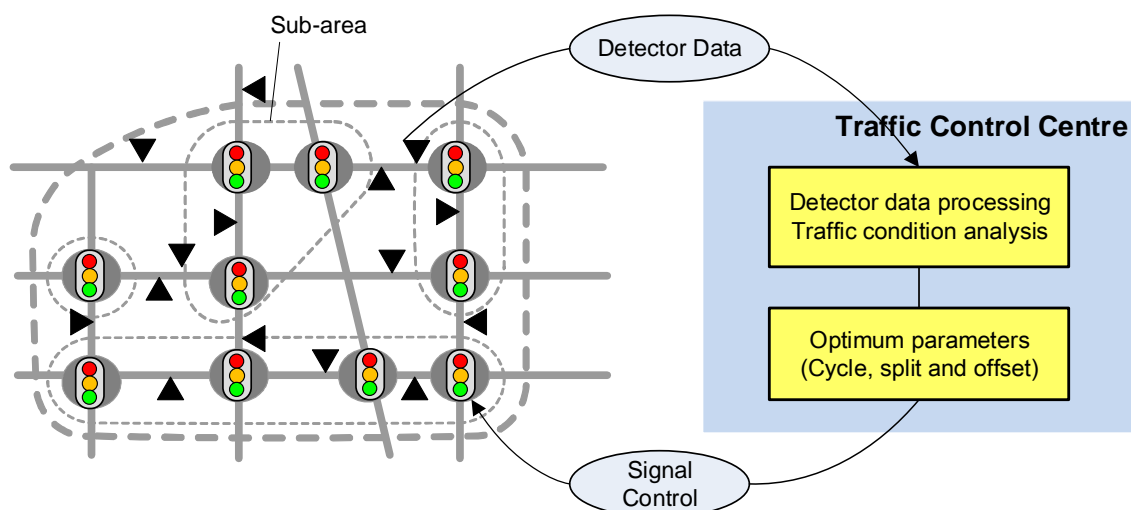 Sub-area
Detector Data
Traffic Control Centre
Detector data processing
Traffic condition analysis
Optimum parameters
(Cycle, split and offset)
Signal
Control